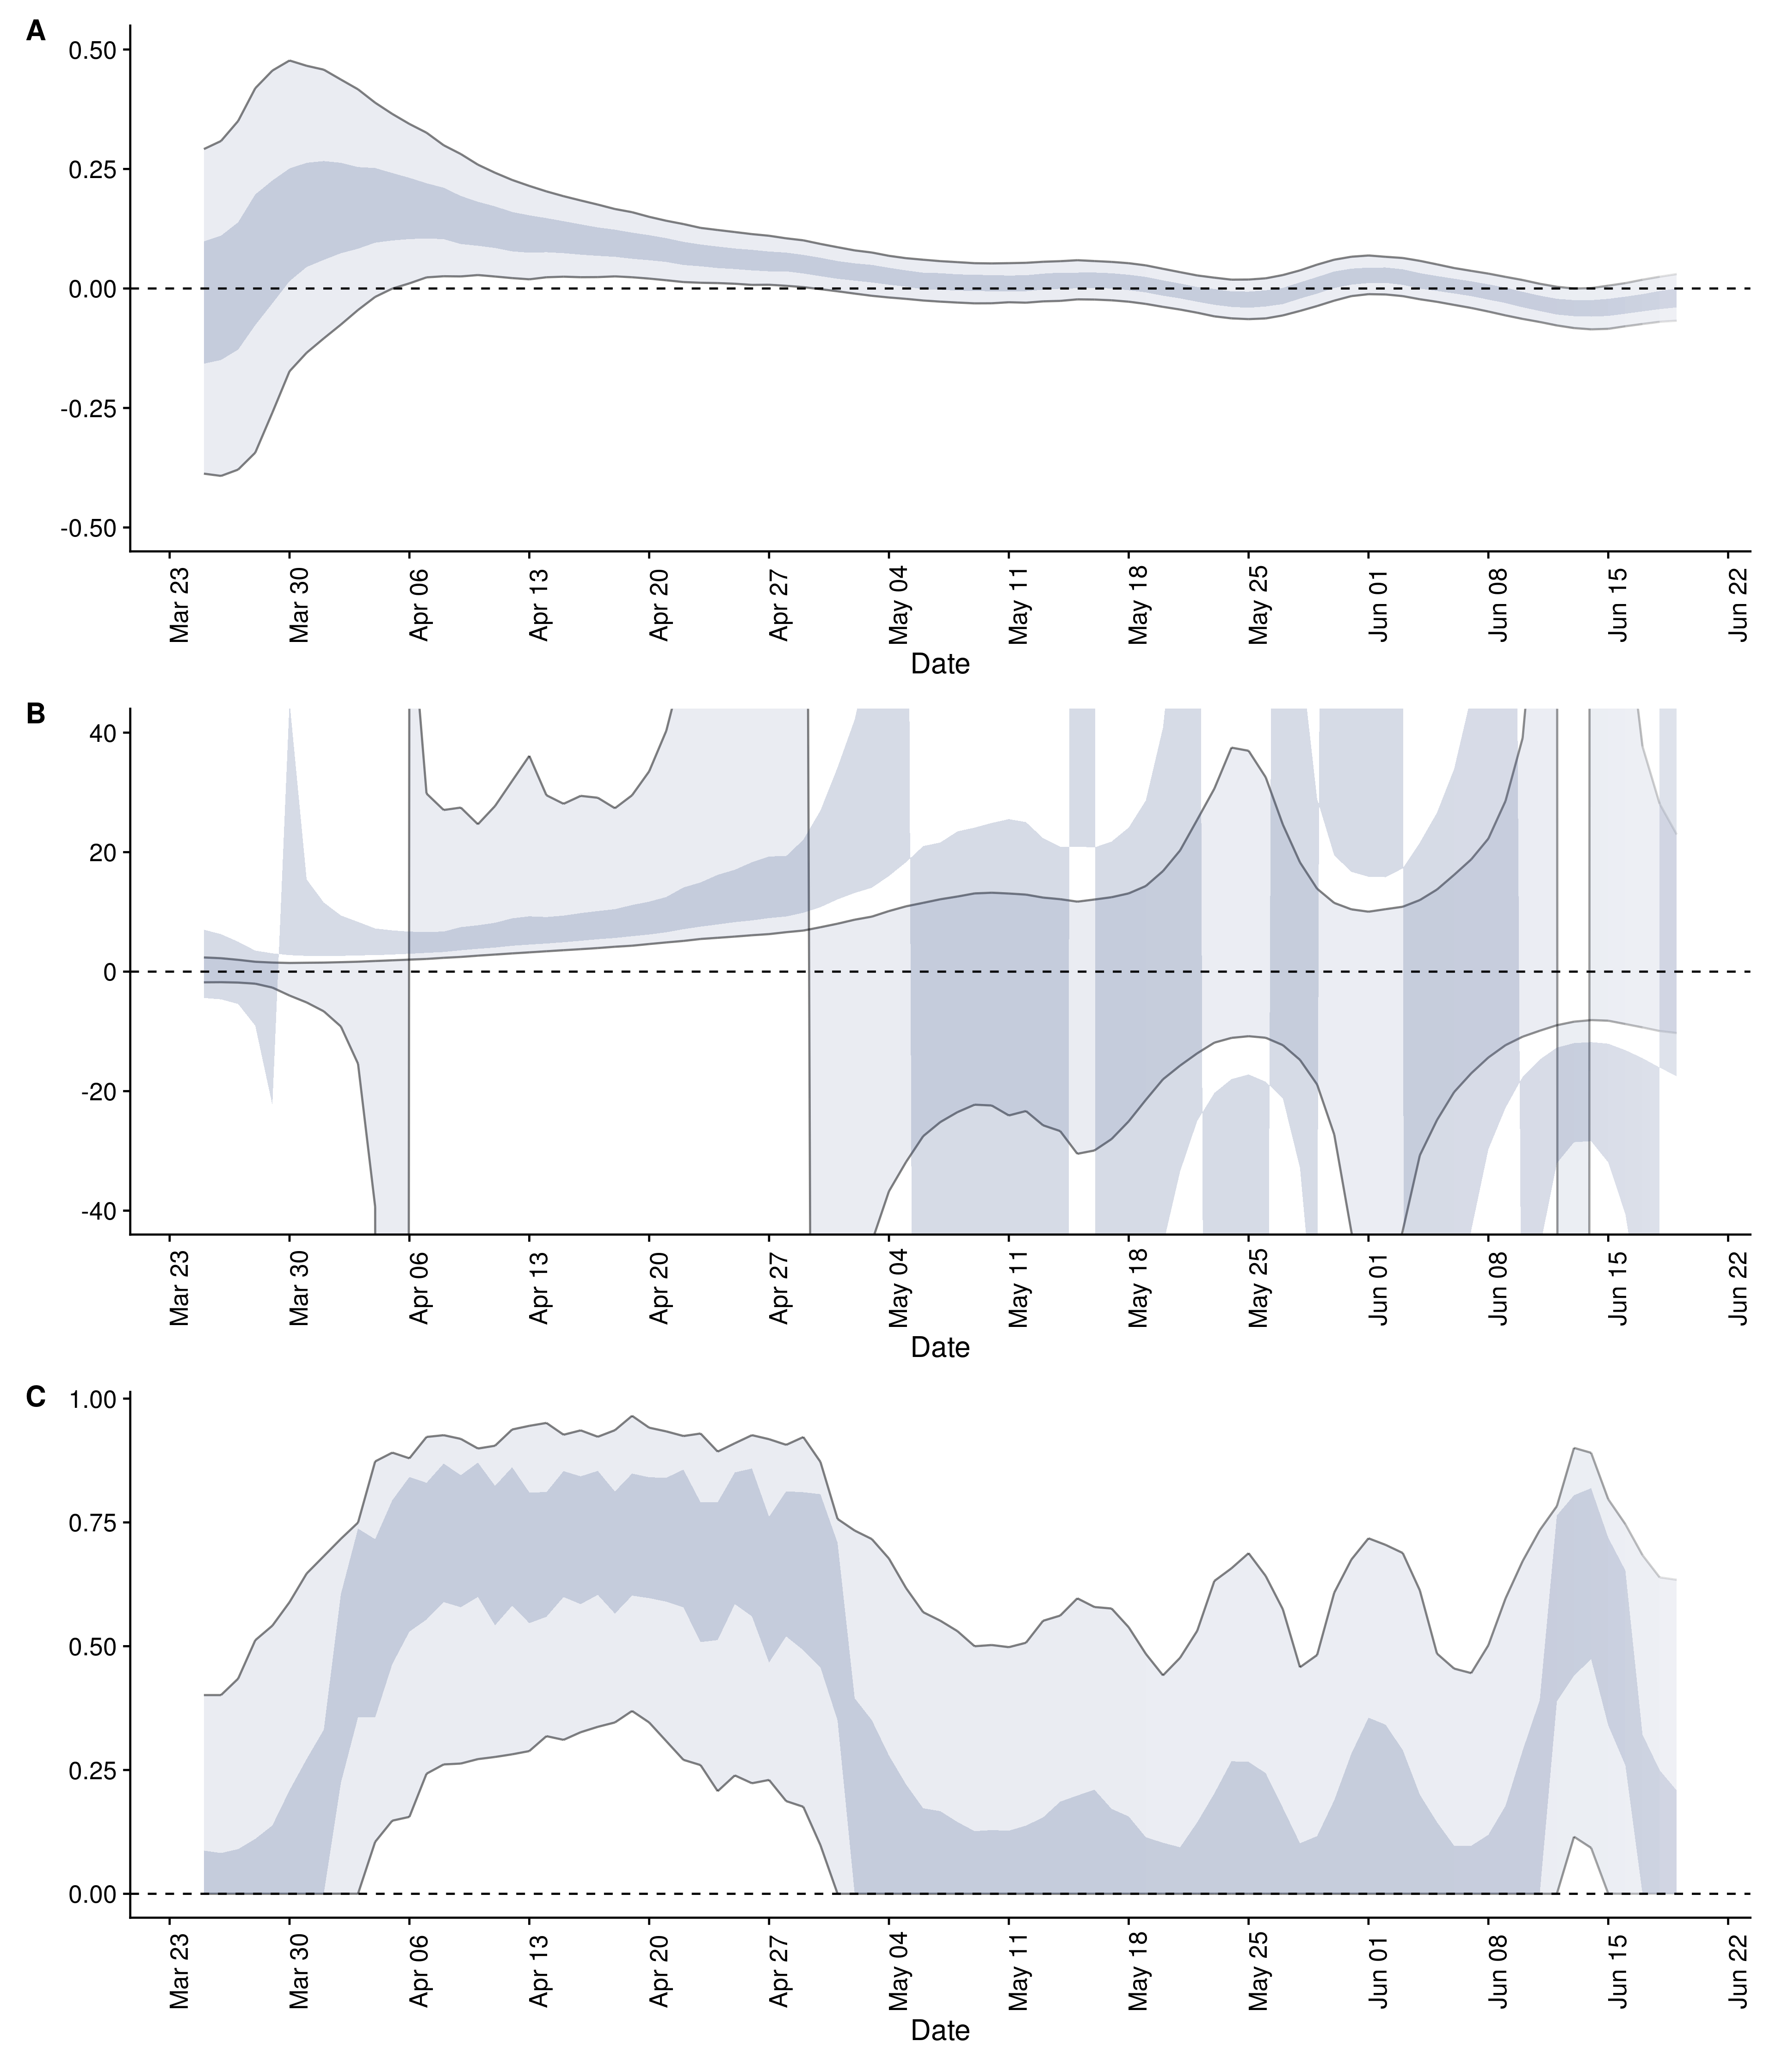 A
0.50
0.25
0.00
-0.25
-0.50
Mar 23
Mar 30
Apr 06
Apr 13
Apr 20
Apr 27
May 04
May 11
May 18
May 25
Jun 01
Jun 08
Jun 15
Jun 22
Date
B
40
20
0
-20
-40
Mar 23
Mar 30
Apr 06
Apr 13
Apr 20
Apr 27
May 04
May 11
May 18
May 25
Jun 01
Jun 08
Jun 15
Jun 22
Date
C
1.00
0.75
0.50
0.25
0.00
Mar 23
Mar 30
Apr 06
Apr 13
Apr 20
Apr 27
May 04
May 11
May 18
May 25
Jun 01
Jun 08
Jun 15
Jun 22
Date